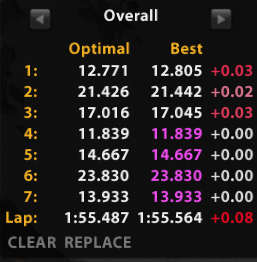 Overall
Optimal Best
1: 12.771 12.805 +0.03
2: 21.426 21.442 +0.02
3: 17.016 17.045 +0.03
4: 11.839 11.839 +0.00
5: 14.667 14.667 +0.00
6: 23.830 23.830 +0.00
7: 13.933 13.933 +0.00
Lap: 1:55.487 1:55.564 +0.08
CLEAR REPLACE